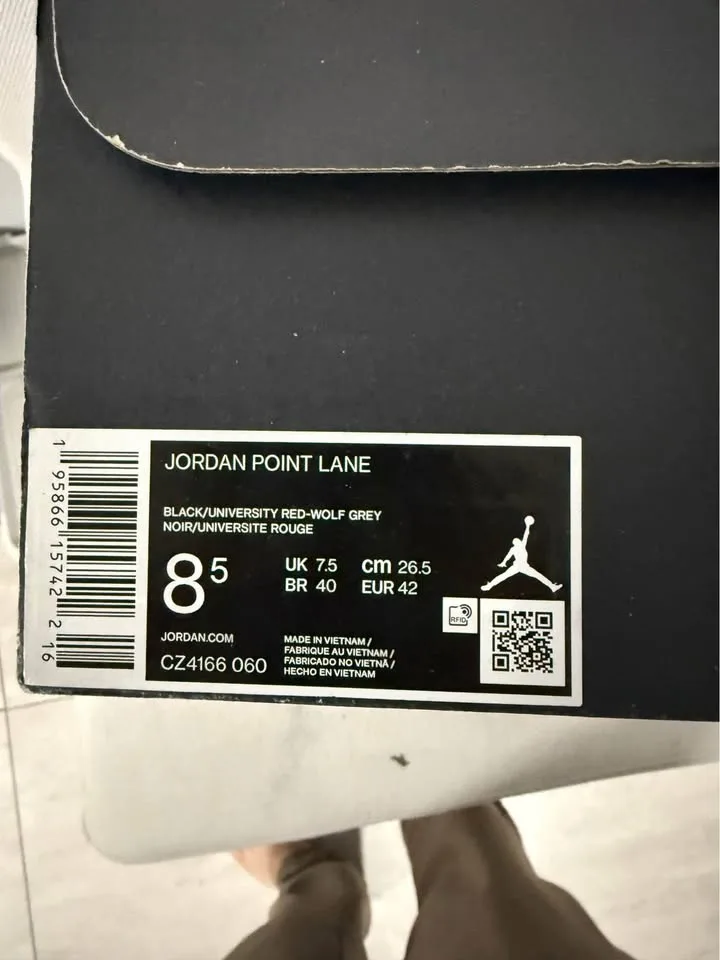 JORDAN POINT LANE
BLACK/UNIVERSITY RED-WOLF GREY
NOIR/UNIVERSITE ROUGE
8 5
UK 7.5 cm 26.5
BR 40 EUR 42
RFID
JORDAN.COM
CZ4166 060
MADE IN VIETNAM /
FABRIQUE AU VIETNAM /
FABRICADO NO VIETNÃ /
HECHO EN VIETNAM
1 95866 15742 2 16